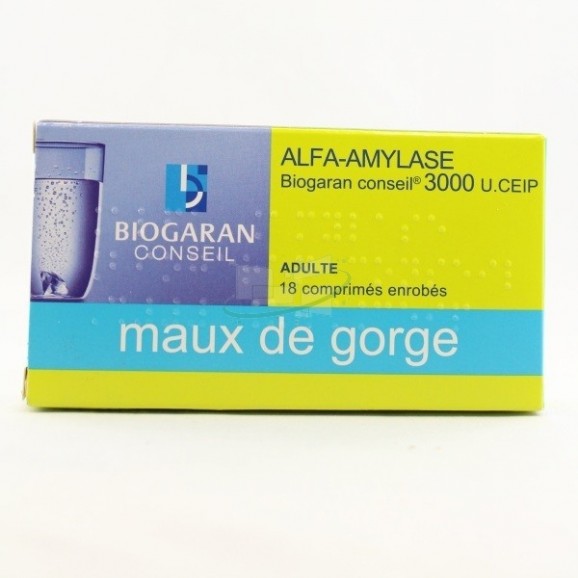 BIOGARAN
CONSEIL
ALFA-AMYLASE
Biogaran conseil® 3000 U.CEIP
ADULTE
18 comprimés enrobés
maux de gorge